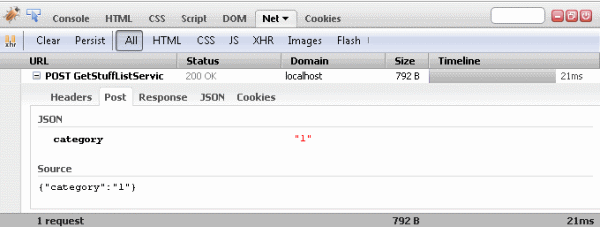 Console HTML CSS Script DOM Net Cookies
xhr Clear Persist All HTML CSS JS XHR Images Flash
URL Status Domain Size Timeline
POST GetStuffListServic 200 OK localhost 792 B 21ms
Headers Post Response JSON Cookies
JSON
category "1"
Source
{"category":"1"}
1 request 792 B 21ms